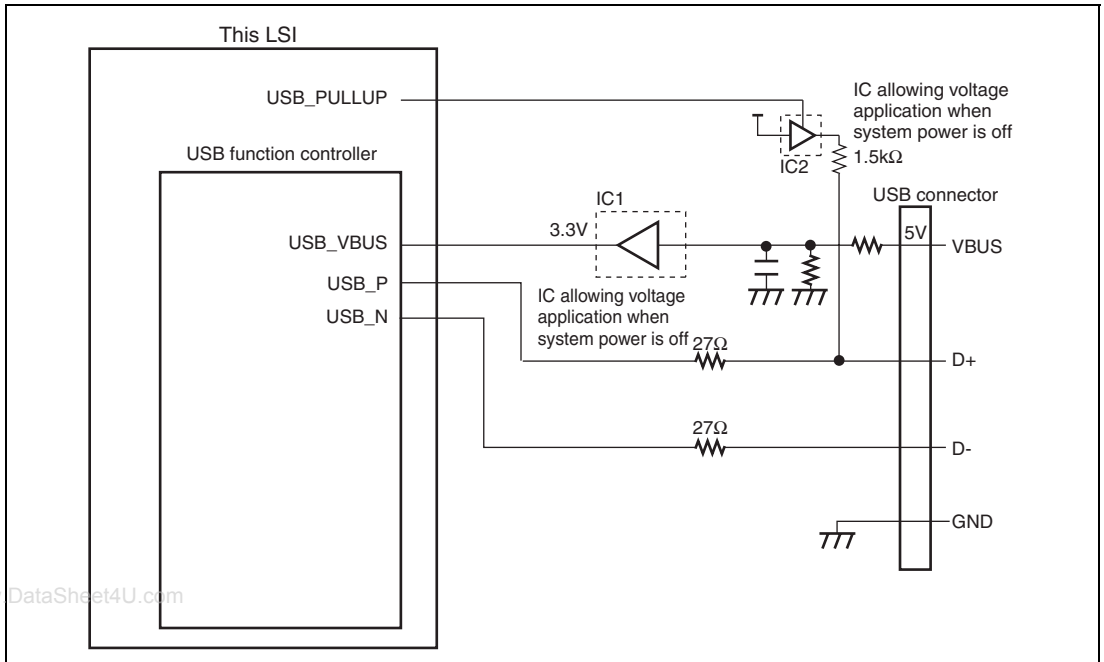 This LSI
USB_PULLUP
IC allowing voltage
application when
system power is off
IC2
1.5kΩ
USB function controller
USB connector
IC1
3.3V
5V
USB_VBUS
VBUS
USB_P
IC allowing voltage
application when
system power is off
USB_N
27Ω
D+
27Ω
D-
GND
DataSheet4U.com